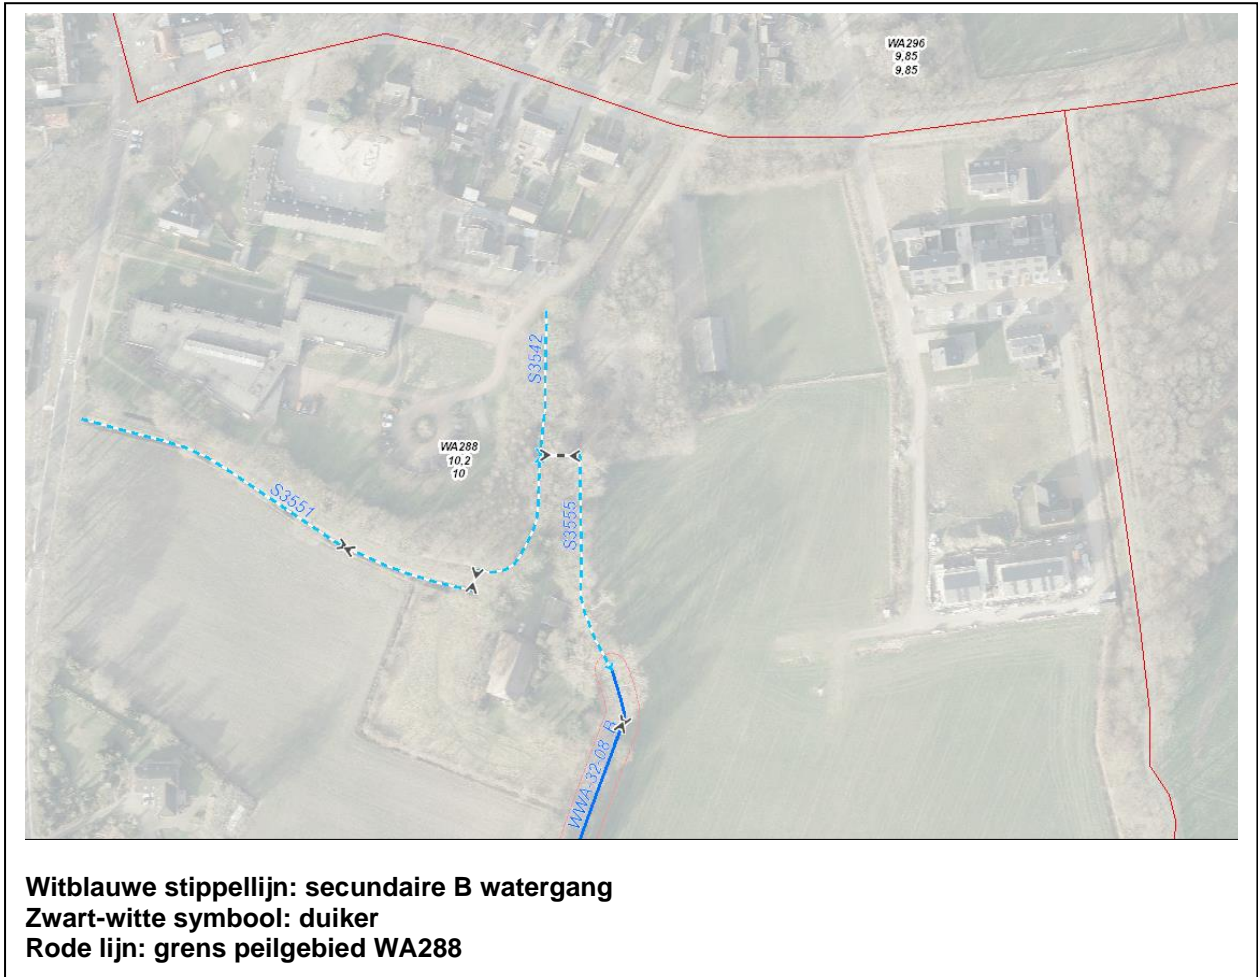 WA296
9,85
9,85
S3542
WA288
10,2
10
S3551
S3555
WWA-32-08_R
Witblauwe stippellijn: secundaire B watergang
Zwart-witte symbool: duiker
Rode lijn: grens peilgebied WA288